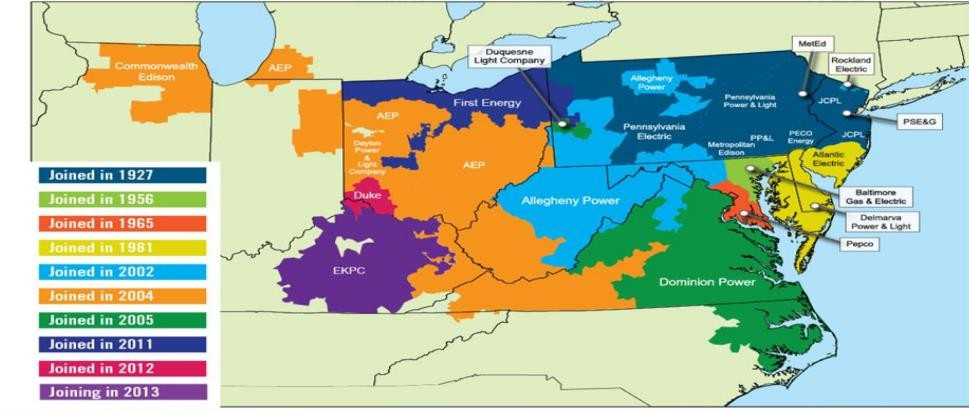 Duquesne
Light Company
MetEd
Rockland
Electric
Commonwealth
Edison
AEP
Allegheny
Power
First Energy
Pennsylvania
Power & Light
JCPL
AEP
PSE&G
Pennsylvania
Electric
PP&L
PECO
Energy
JCPL
Dayton
Power
&
Light
Company
Metropolitan
Edison
AEP
Atlantic
Electric
Joined in 1927
Joined in 1956
Joined in 1965
Joined in 1981
Joined in 2002
Joined in 2004
Joined in 2005
Joined in 2011
Joined in 2012
Joining in 2013
Duke
Allegheny Power
Baltimore
Gas & Electric
Delmarva
Power & Light
Pepco
EKPC
Dominion Power